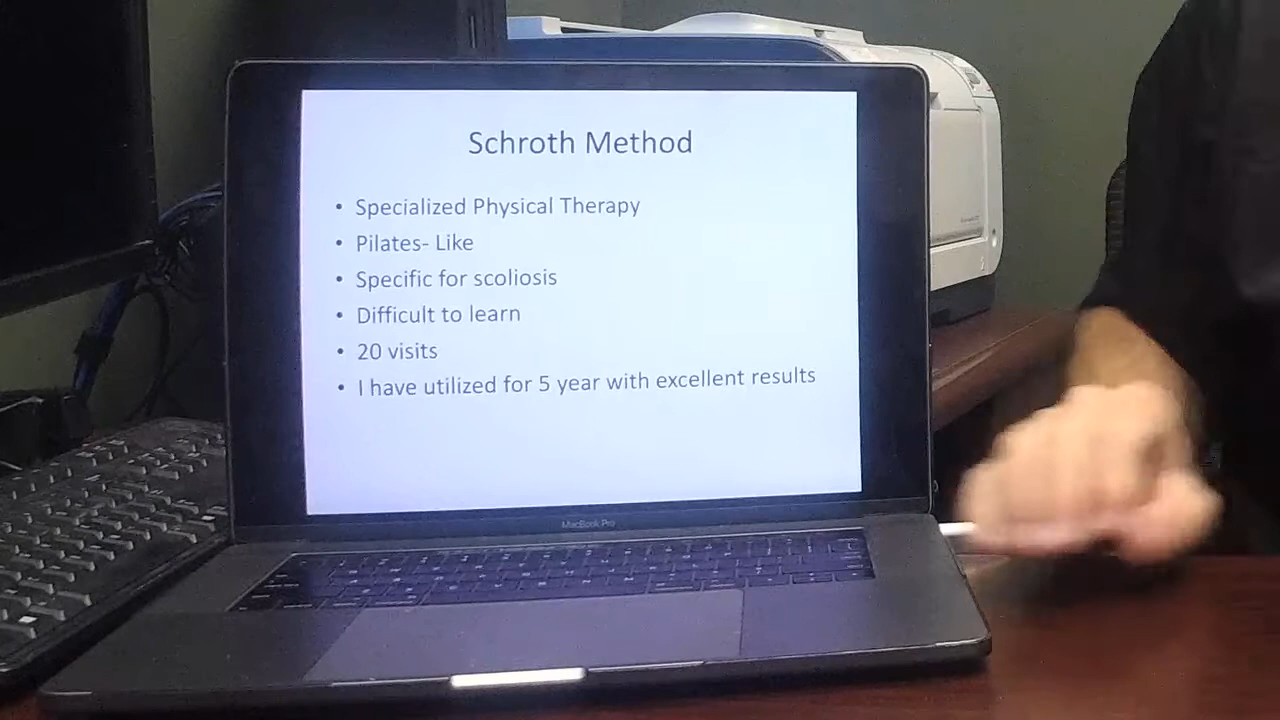 Schroth Method
• Specialized Physical Therapy
• Pilates- Like
• Specific for scoliosis
• Difficult to learn
• 20 visits
• I have utilized for 5 year with excellent results
MacBook Pro